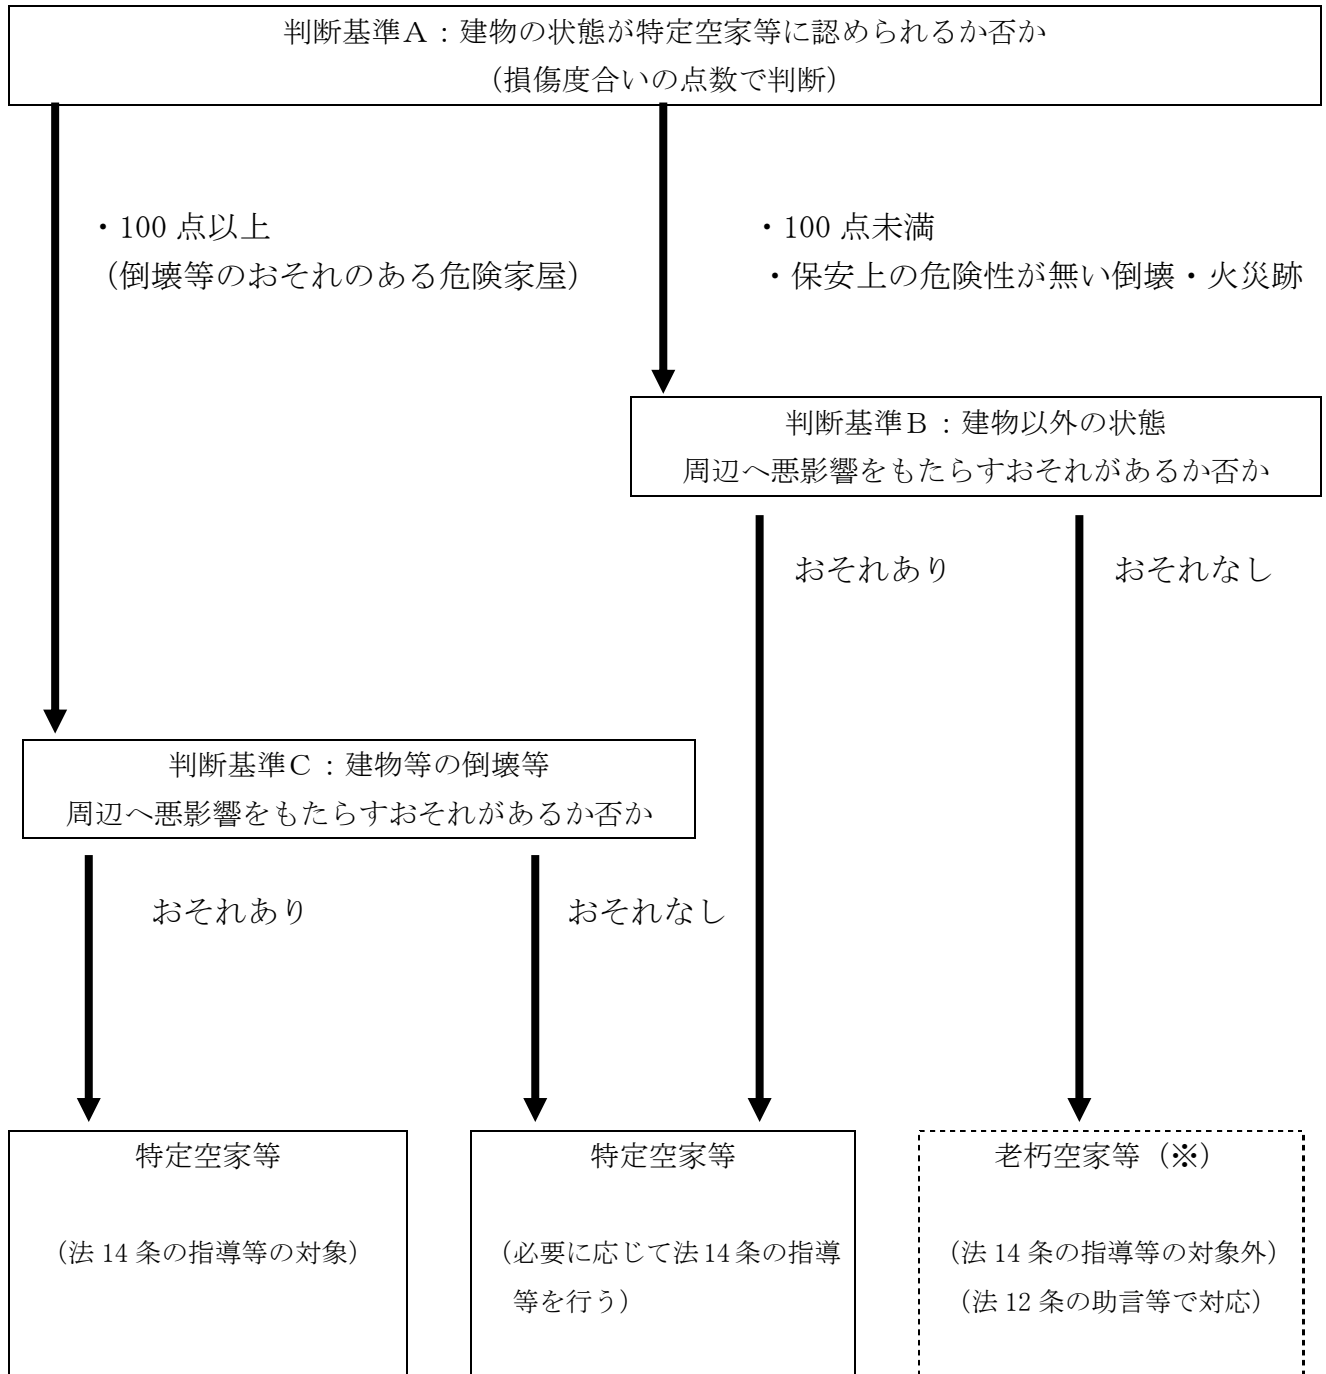 判断基準Ａ：建物の状態が特定空家等に認められるか否か
（損傷度合いの点数で判断）
・100 点以上
（倒壊等のおそれのある危険家屋）
・100 点未満
・保安上の危険性が無い倒壊・火災跡
判断基準Ｂ：建物以外の状態
周辺へ悪影響をもたらすおそれがあるか否か
おそれあり
おそれなし
判断基準Ｃ：建物等の倒壊等
周辺へ悪影響をもたらすおそれがあるか否か
おそれあり
おそれなし
特定空家等
（法 14 条の指導等の対象）
特定空家等
（必要に応じて法 14 条の指導
等を行う）
老朽空家等（※）
（法 14 条の指導等の対象外）
（法 12 条の助言等で対応）